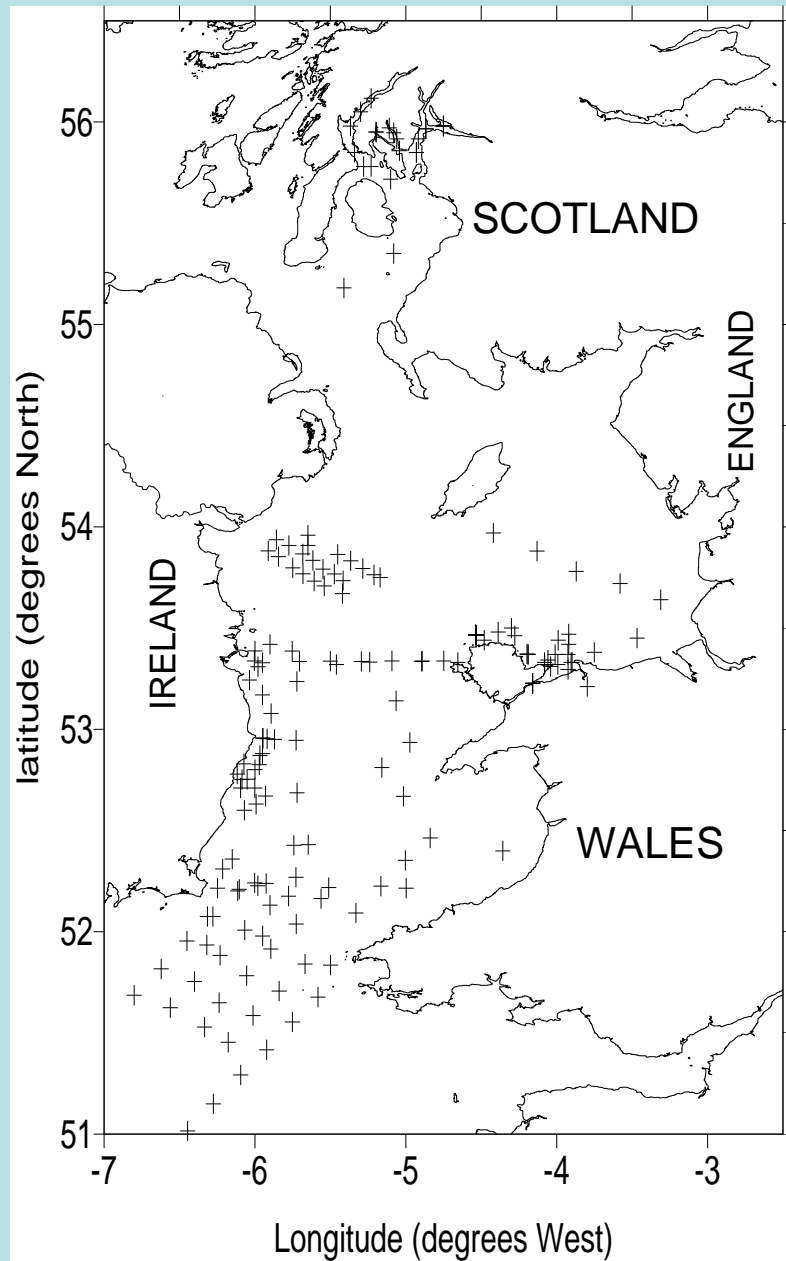 56
SCOTLAND
55
ENGLAND
latitude (degrees North)
54
IRELAND
53
WALES
52
51
-7 -6 -5 -4 -3
Longitude (degrees West)